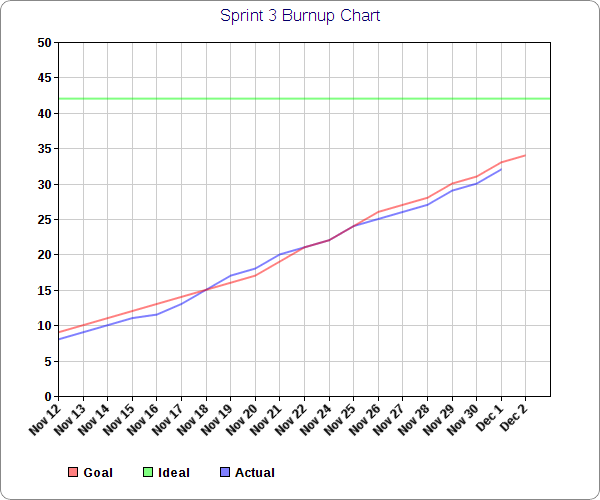 Sprint 3 Burnup Chart
50
45
40
35
30
25
20
15
10
5
0
Nov 12
Nov 13
Nov 14
Nov 15
Nov 16
Nov 17
Nov 18
Nov 19
Nov 20
Nov 21
Nov 22
Nov 24
Nov 25
Nov 26
Nov 27
Nov 28
Nov 29
Nov 30
Dec 1
Dec 2
Goal Ideal Actual